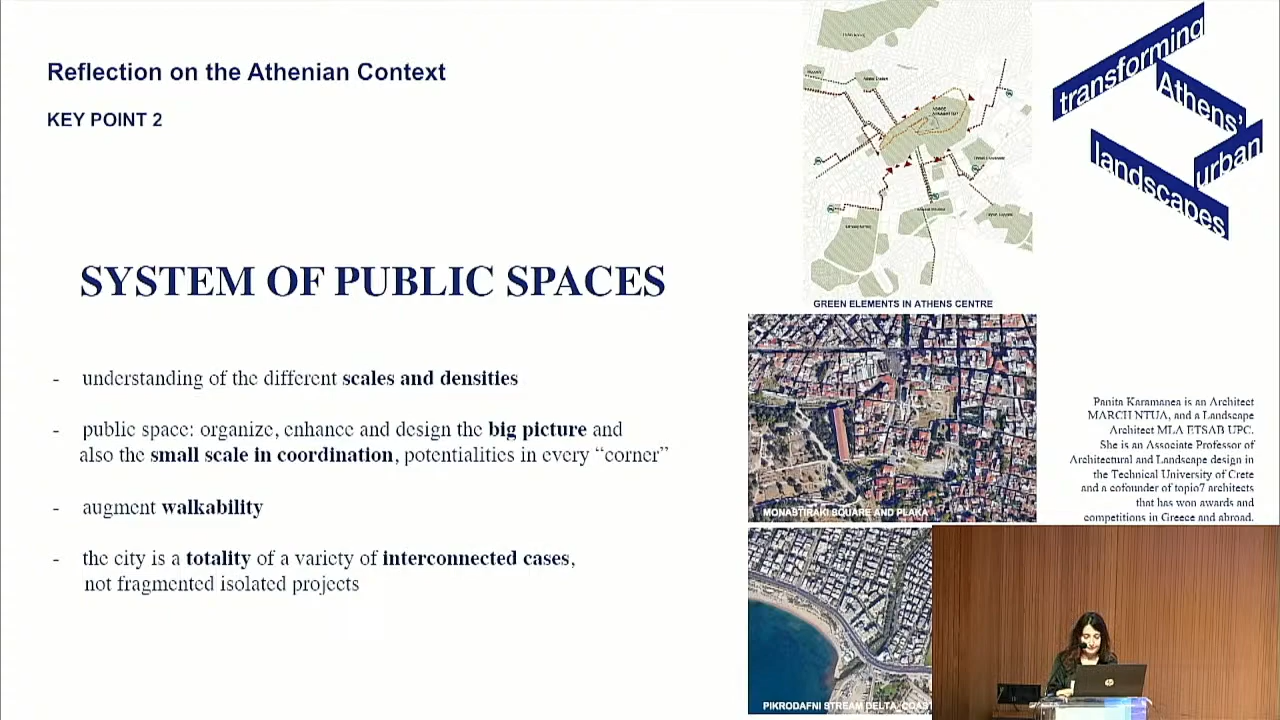 Reflection on the Athenian Context
KEY POINT 2
SYSTEM OF PUBLIC SPACES
- understanding of the different scales and densities
- public space: organize, enhance and design the big picture and
also the small scale in coordination, potentialities in every “corner”
- augment walkability
- the city is a totality of a variety of interconnected cases,
not fragmented isolated projects
GREEN ELEMENTS IN ATHENS CENTRE
MONASTIRAKI SQUARE AND PLAKA
PIKRODAFNI STREAM DELTA, COAST
transforming
Athens’
urban
landscapes
Panita Karamanea is an Architect
MARCH NTUA, and a Landscape
Architect MLA ETSAB UPC.
She is an Associate Professor of
Architectural and Landscape design in
the Technical University of Crete
and a cofounder of topio7 architects
that has won awards and
competitions in Greece and abroad.
hp